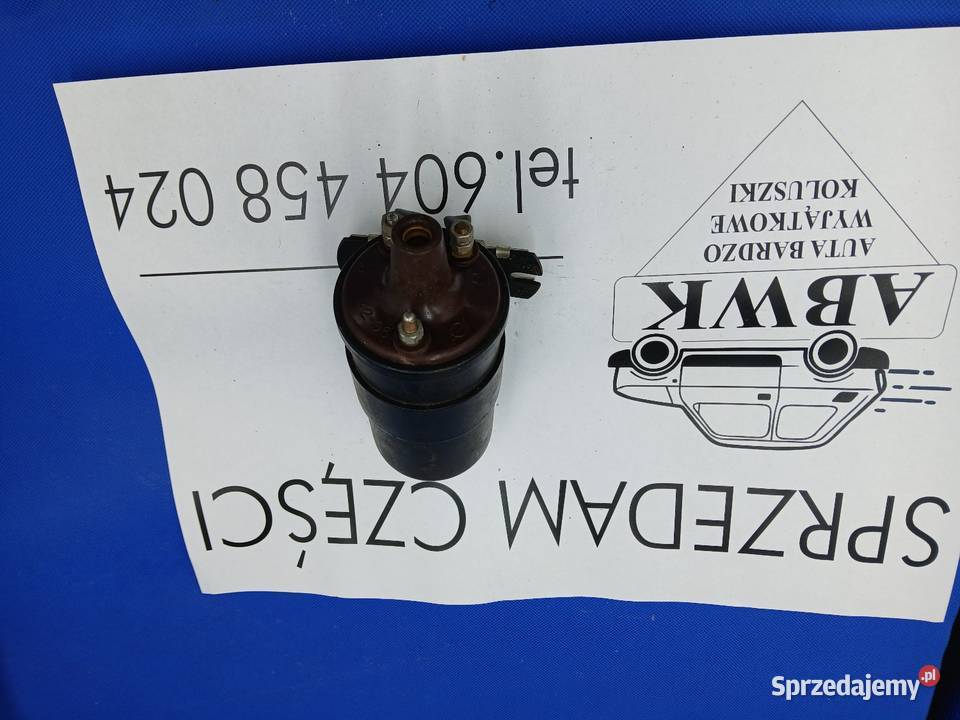 SPRZEDAM CZĘŚCI
ABWK
AUTA BARDZO
WYJĄTKOWE
KOLUSZKI
tel.604 458 024
Sprzedajemy.pl